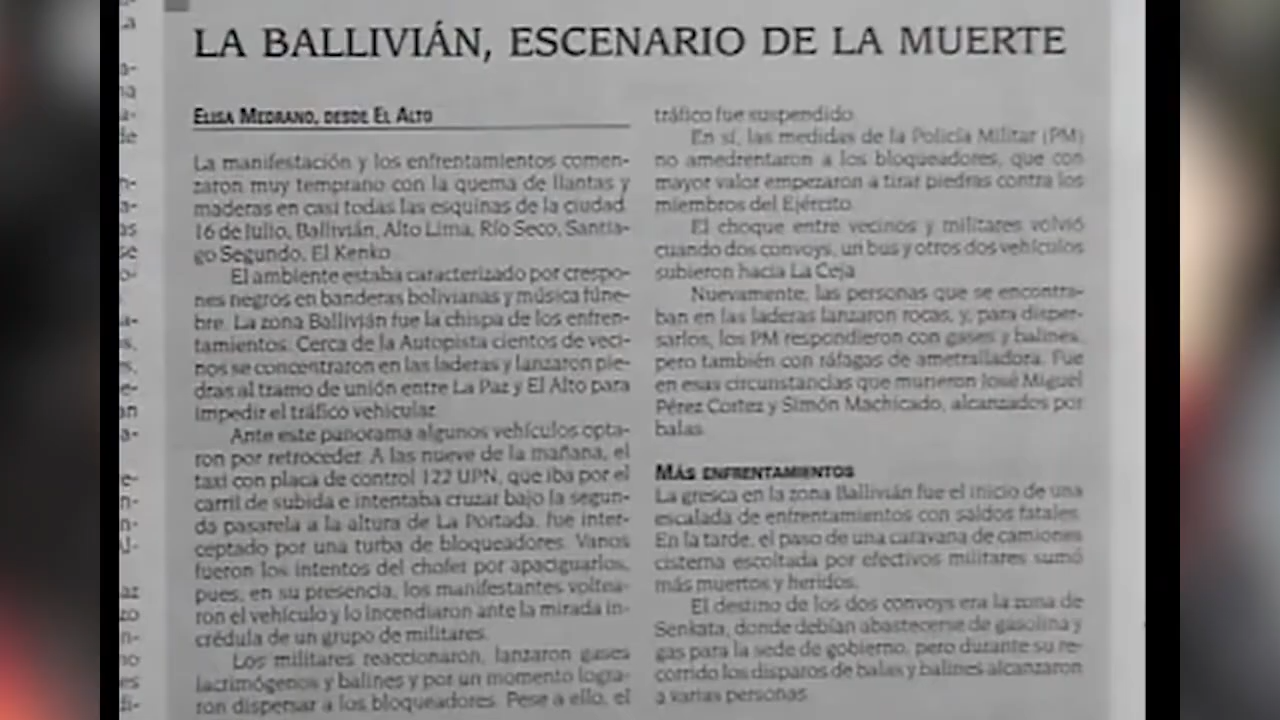 LA BALLIVIÁN, ESCENARIO DE LA MUERTE
ELISA MEDRANO, DESDE EL ALTO
La manifestación y los enfrentamientos comen-
zaron muy temprano con la quema de llantas y
maderas en casi todas las esquinas de la ciudad.
16 de Julio, Ballivián, Alto Lima, Río Seco, Santia-
go Segundo, El Kenko.
El ambiente estaba caracterizado por crespo-
nes negros en banderas bolivianas y música fúne-
bre. La zona Ballivián fue la chispa de los enfren-
tamientos. Cerca de la Autopista cientos de veci-
nos se concentraron en las laderas y lanzaron pie-
dras al tramo de unión entre La Paz y El Alto para
impedir el tráfico vehicular.
Ante este panorama algunos vehículos opta-
ron por retroceder. A las nueve de la mañana, el
taxi con placa de control 122 UPN, que iba por el
carril de subida e intentaba cruzar bajo la segun-
da pasarela a la altura de La Portada, fue inter-
ceptado por una turba de bloqueadores. Vanos
fueron los intentos del chofer por apaciguarlos,
pues, en su presencia, los manifestantes voltea-
ron el vehículo y lo incendiaron ante la mirada in-
crédula de un grupo de militares.
Los militares reaccionaron, lanzaron gases
lacrimógenos y balines y por un momento logra-
ron dispersar a los bloqueadores. Pese a ello, el
tráfico fue suspendido.
En sí, las medidas de la Policía Militar (PM)
no amedrentaron a los bloqueadores, que con
mayor valor empezaron a tirar piedras contra los
miembros del Ejército.
El choque entre vecinos y militares volvió
cuando dos convoys, un bus y otros dos vehículos
subieron hacia La Ceja.
Nuevamente, las personas que se encontra-
ban en las laderas lanzaron rocas, y, para disper-
sarlos, los PM respondieron con gases y balines,
pero también con ráfagas de ametralladora. Fue
en esas circunstancias que murieron José Miguel
Pérez Cortez y Simón Machicado, alcanzados por
balas.
MÁS ENFRENTAMIENTOS
La gresca en la zona Ballivián fue el inicio de una
escalada de enfrentamientos con saldos fatales.
En la tarde, el paso de una caravana de camiones
cisterna escoltada por efectivos militares sumó
más muertos y heridos.
El destino de los dos convoys era la zona de
Senkata, donde debían abastecerse de gasolina y
gas para la sede de gobierno, pero durante su re-
corrido los disparos de balas y balines alcanzaron
a varias personas.